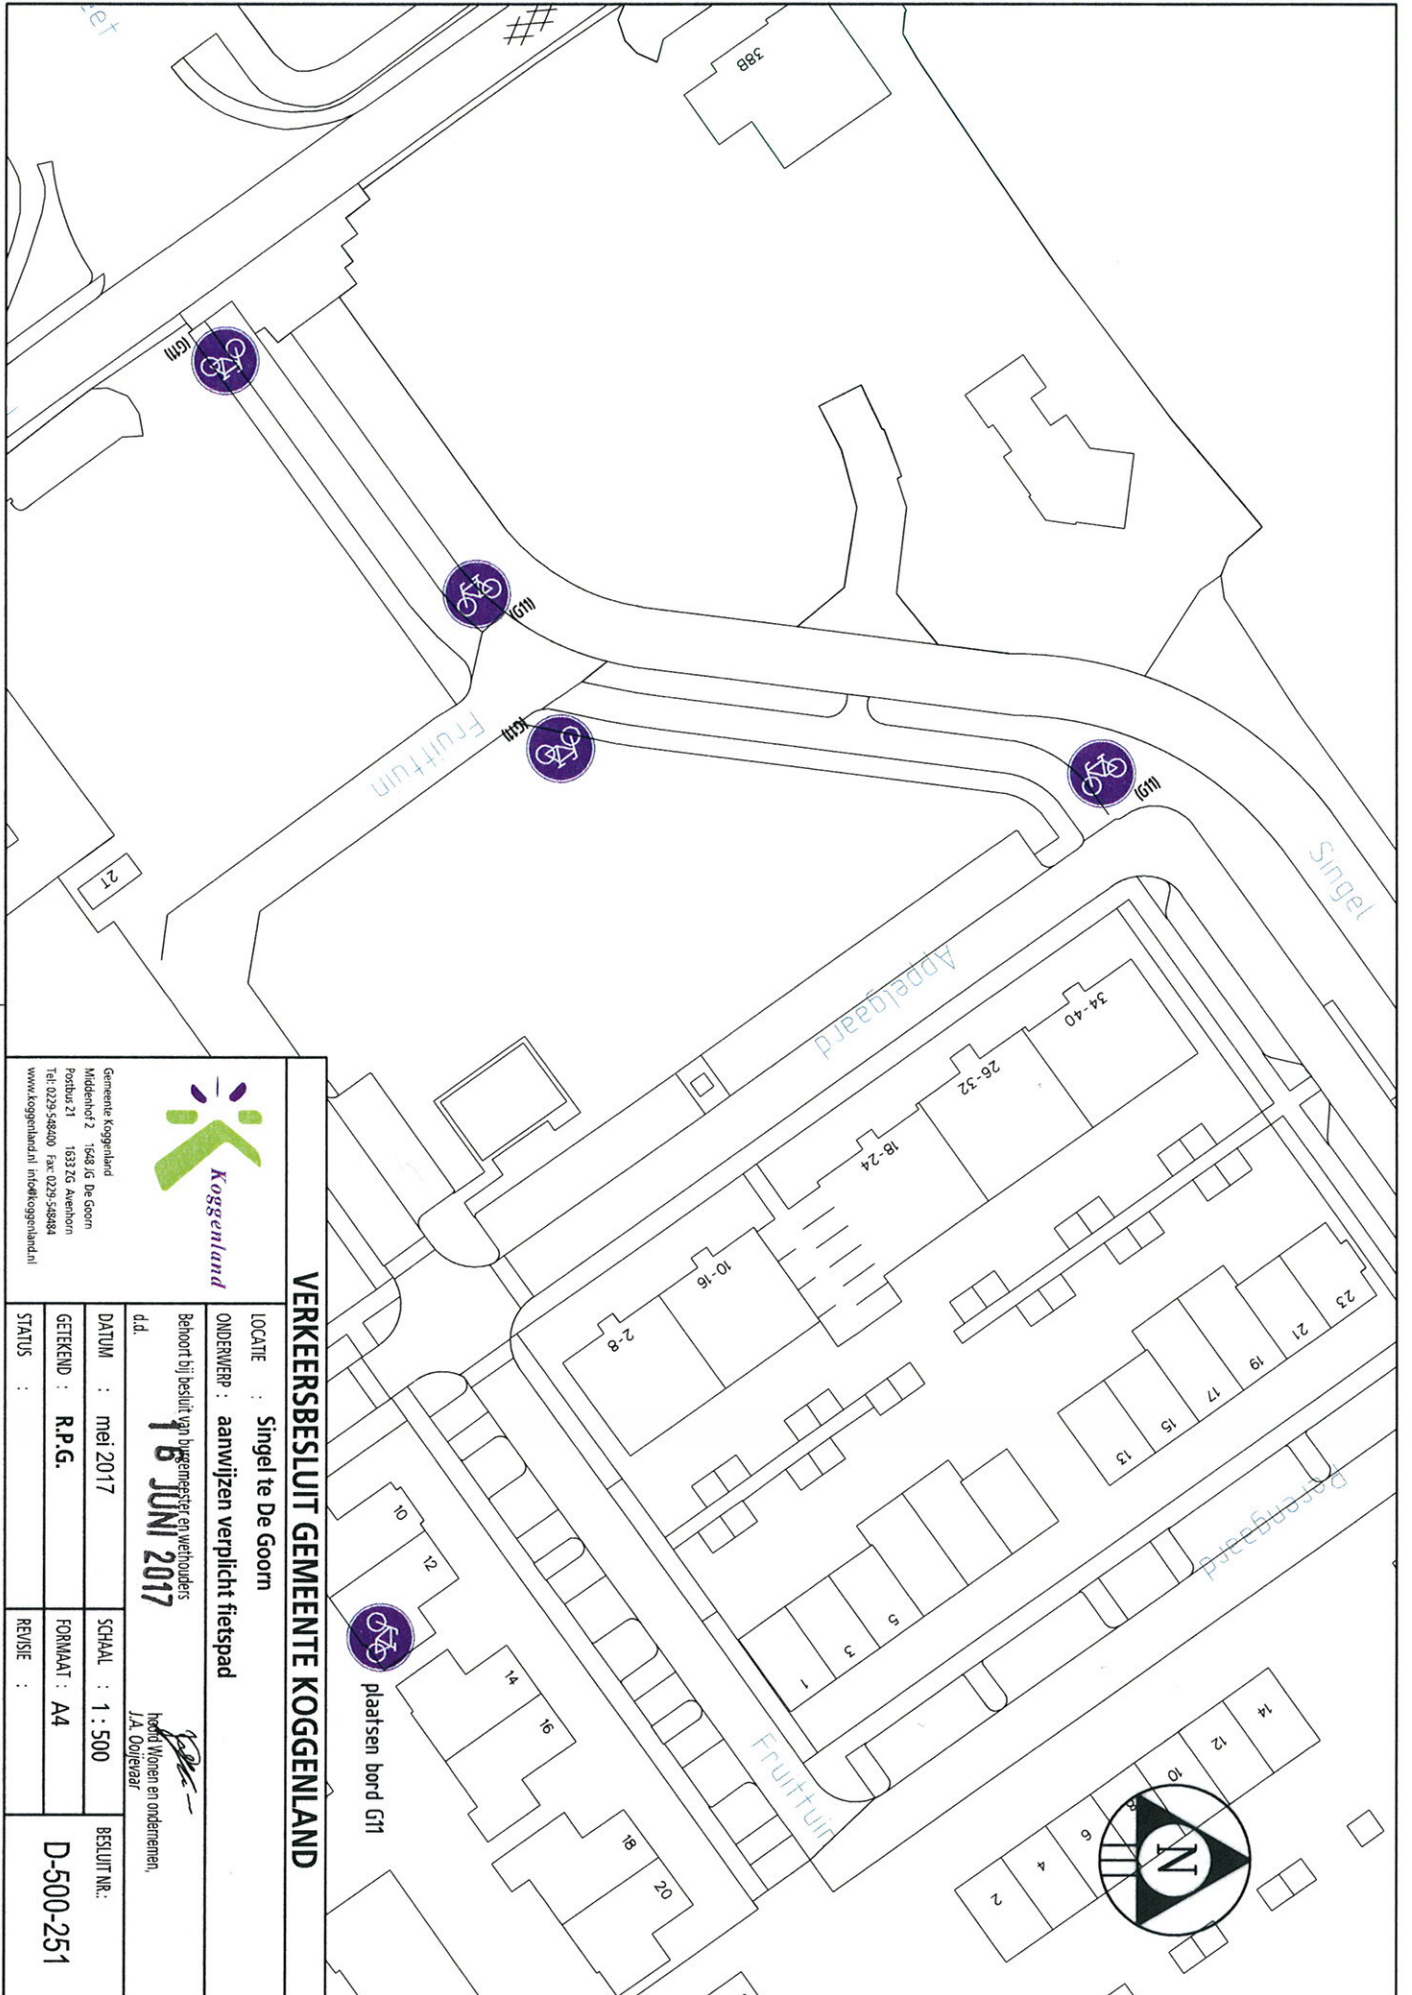 eet
38B
(G11)
(G11)
(G11)
(G11)
Fruittuin
Singel
2T
Appelgaard
34-40
26-32
18-24
10-16
2-8
23
21
19
17
15
13
Perengaard
5
3
1
10
12
14
16
18
20
Fruittuin
14
12
10
8
6
4
2
N
plaatsen bord G11
VERKEERSBESLUIT GEMEENTE KOGGENLAND
Koggenland
Gemeente Koggenland
Middenhof 2 1648 JG De Goorn
Postbus 21 1633 ZG Avenhorn
Tel: 0229-548400 Fax: 0229-548484
www.koggenland.nl info@koggenland.nl
LOCATIE : Singel te De Goorn
ONDERWERP : aanwijzen verplicht fietspad
Behoort bij besluit van burgemeester en wethouders
d.d. 16 JUNI 2017
hoofd Wonen en ondernemen,
J.A. Ooijevaar
DATUM : mei 2017
SCHAAL : 1 : 500
BESLUIT NR.:
GETEKEND : R.P.G.
FORMAAT : A4
D-500-251
STATUS :
REVISIE :